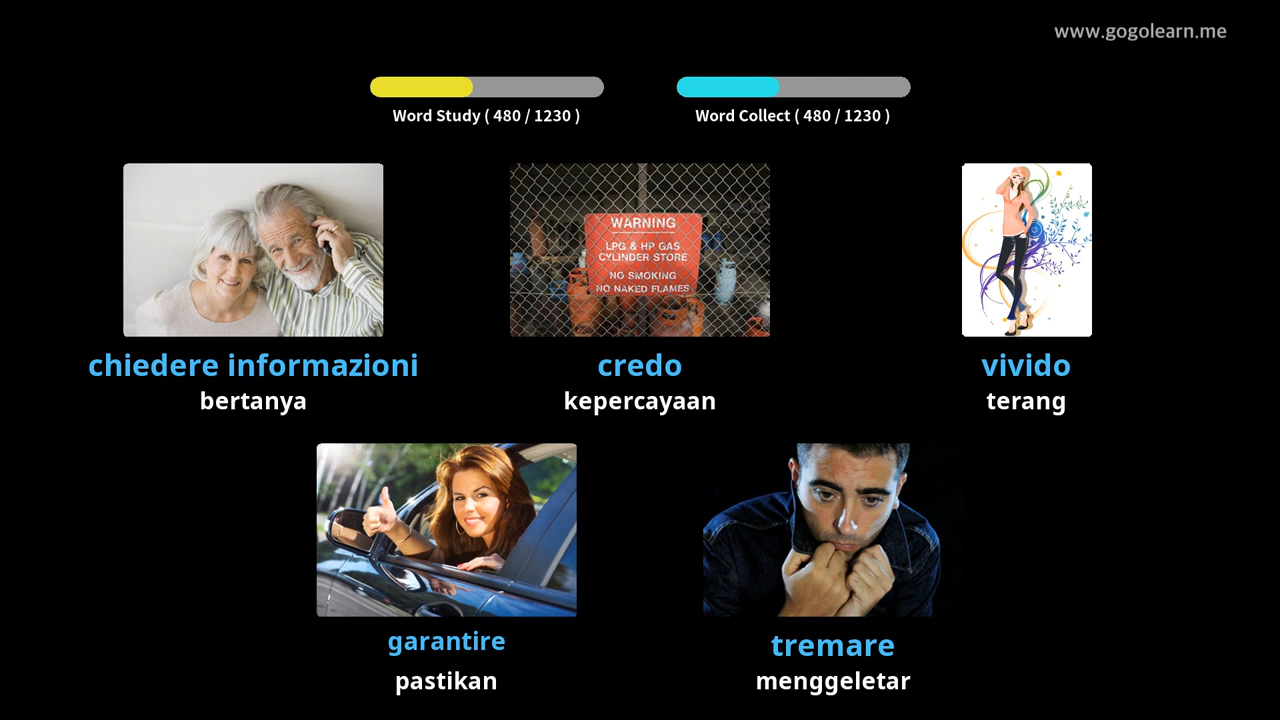 www.gogolearn.me
Word Study ( 480 / 1230 )
Word Collect ( 480 / 1230 )
WARNING
LPG & HP GAS
CYLINDER STORE
NO SMOKING
NO NAKED FLAMES
chiedere informazioni
bertanya
credo
kepercayaan
vivido
terang
garantire
pastikan
tremare
menggeletar